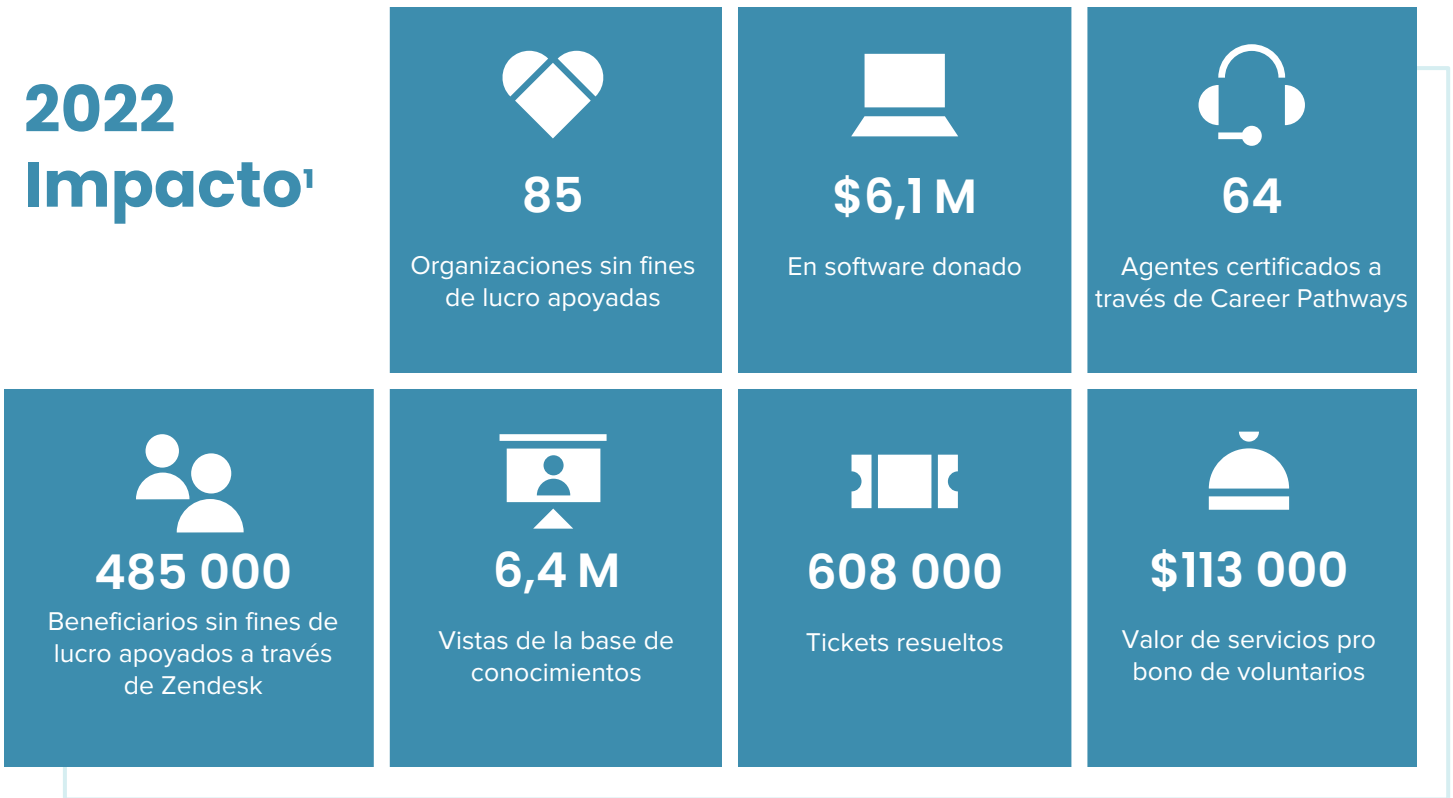 2022
Impacto¹
85
Organizaciones sin fines
de lucro apoyadas
$6,1 M
En software donado
64
Agentes certificados a
través de Career Pathways
485 000
Beneficiarios sin fines de
lucro apoyados a través
de Zendesk
6,4 M
Vistas de la base de
conocimientos
608 000
Tickets resueltos
$113 000
Valor de servicios pro
bono de voluntarios